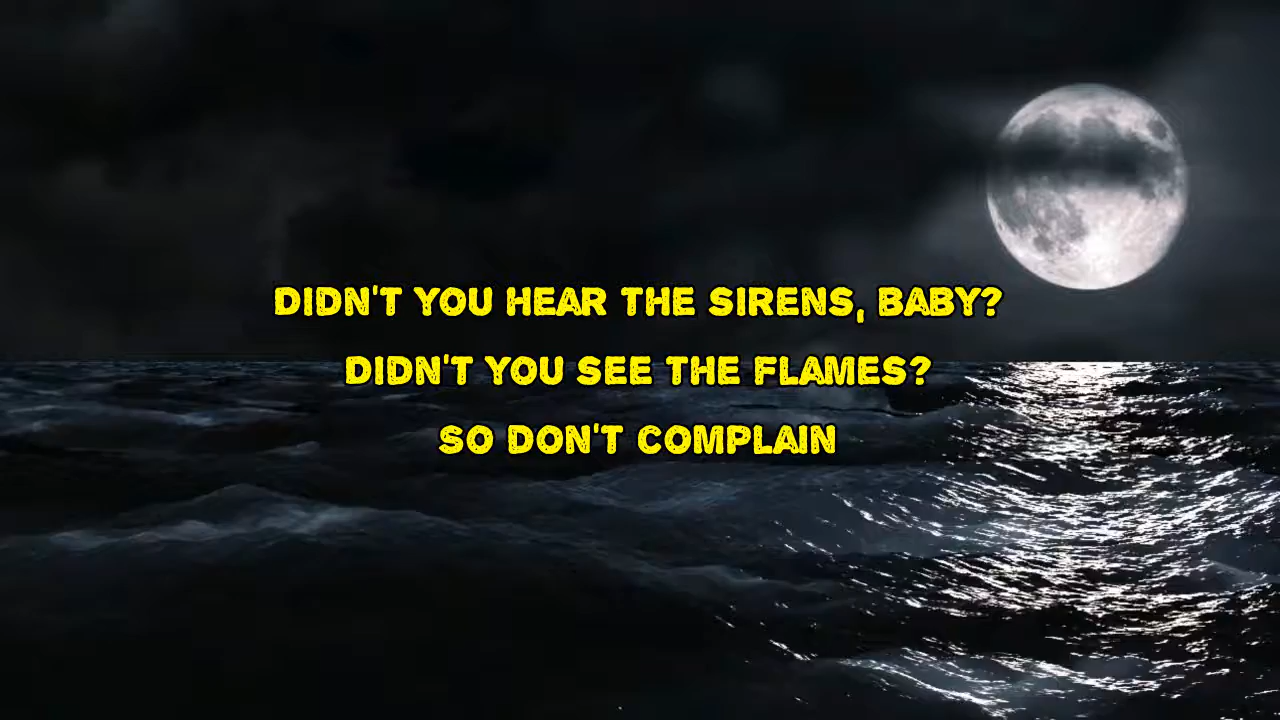 DIDN'T YOU HEAR THE SIRENS, BABY?
DIDN'T YOU SEE THE FLAMES?
SO DON'T COMPLAIN